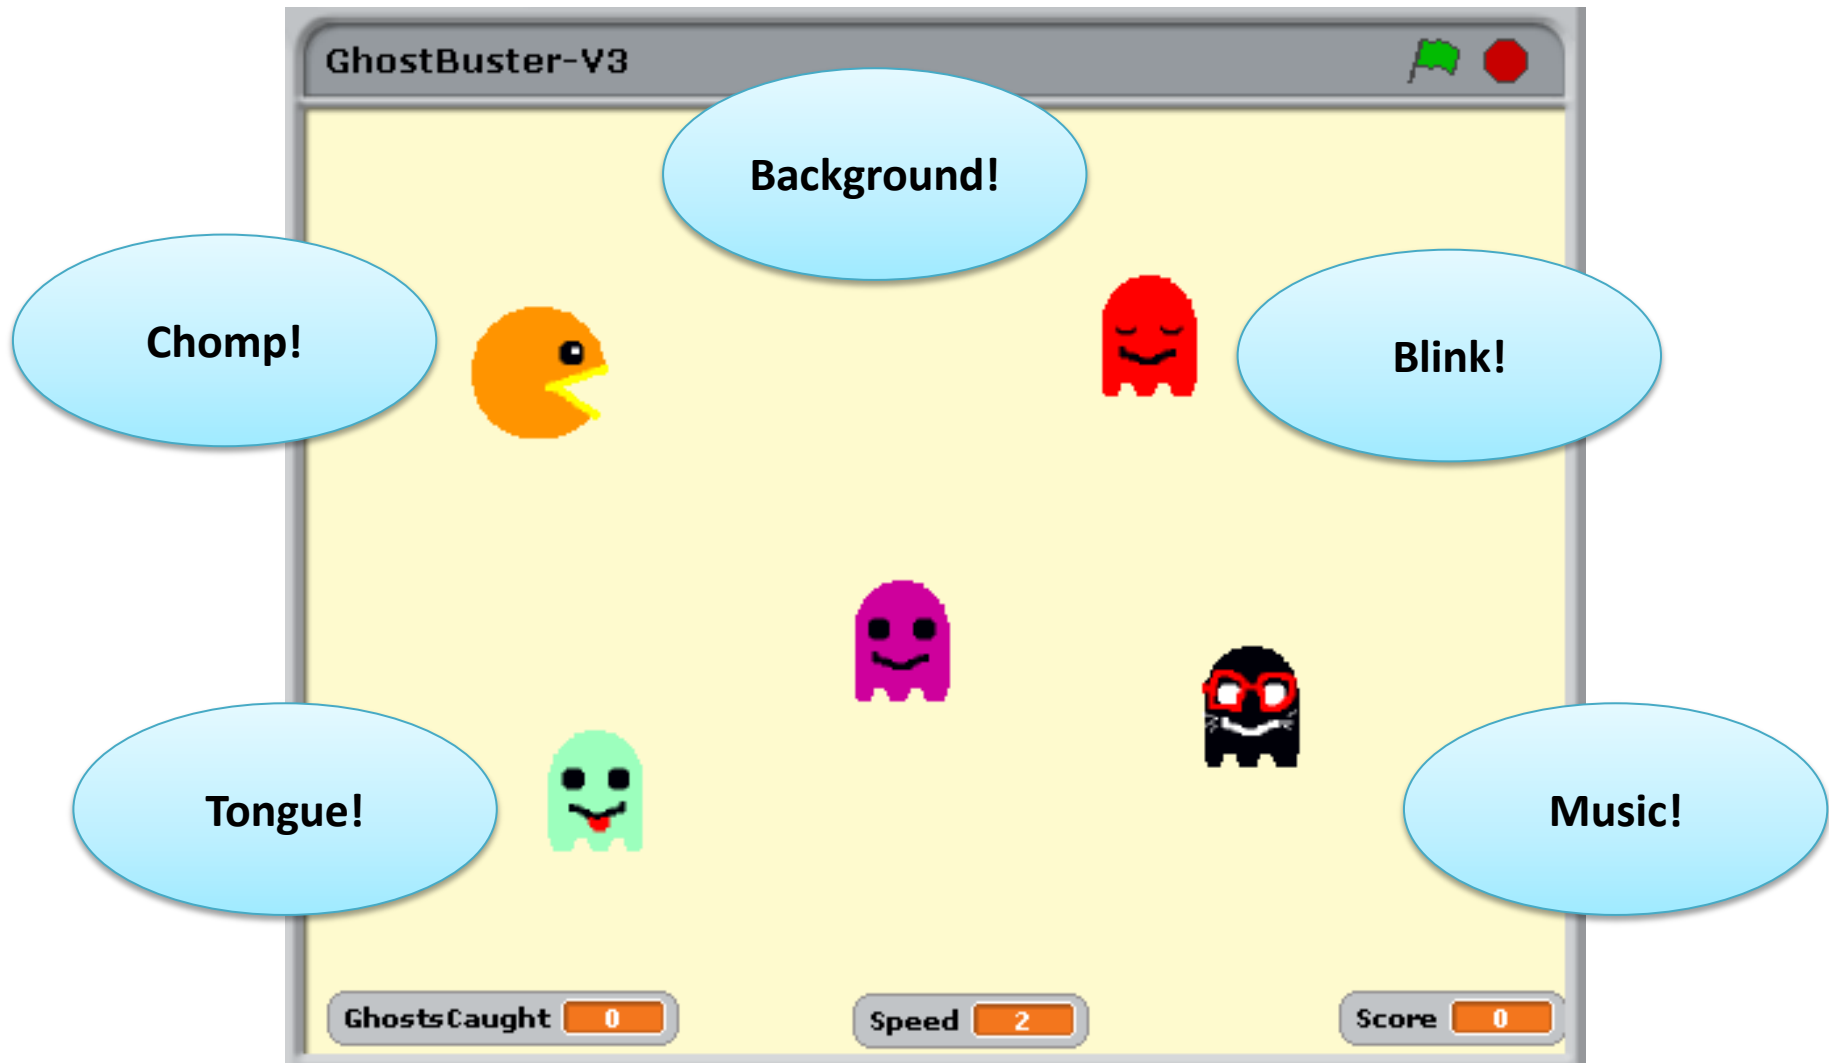 GhostBuster-V3
Background!
Chomp!
Blink!
Tongue!
Music!
GhostsCaught 0
Speed 2
Score 0